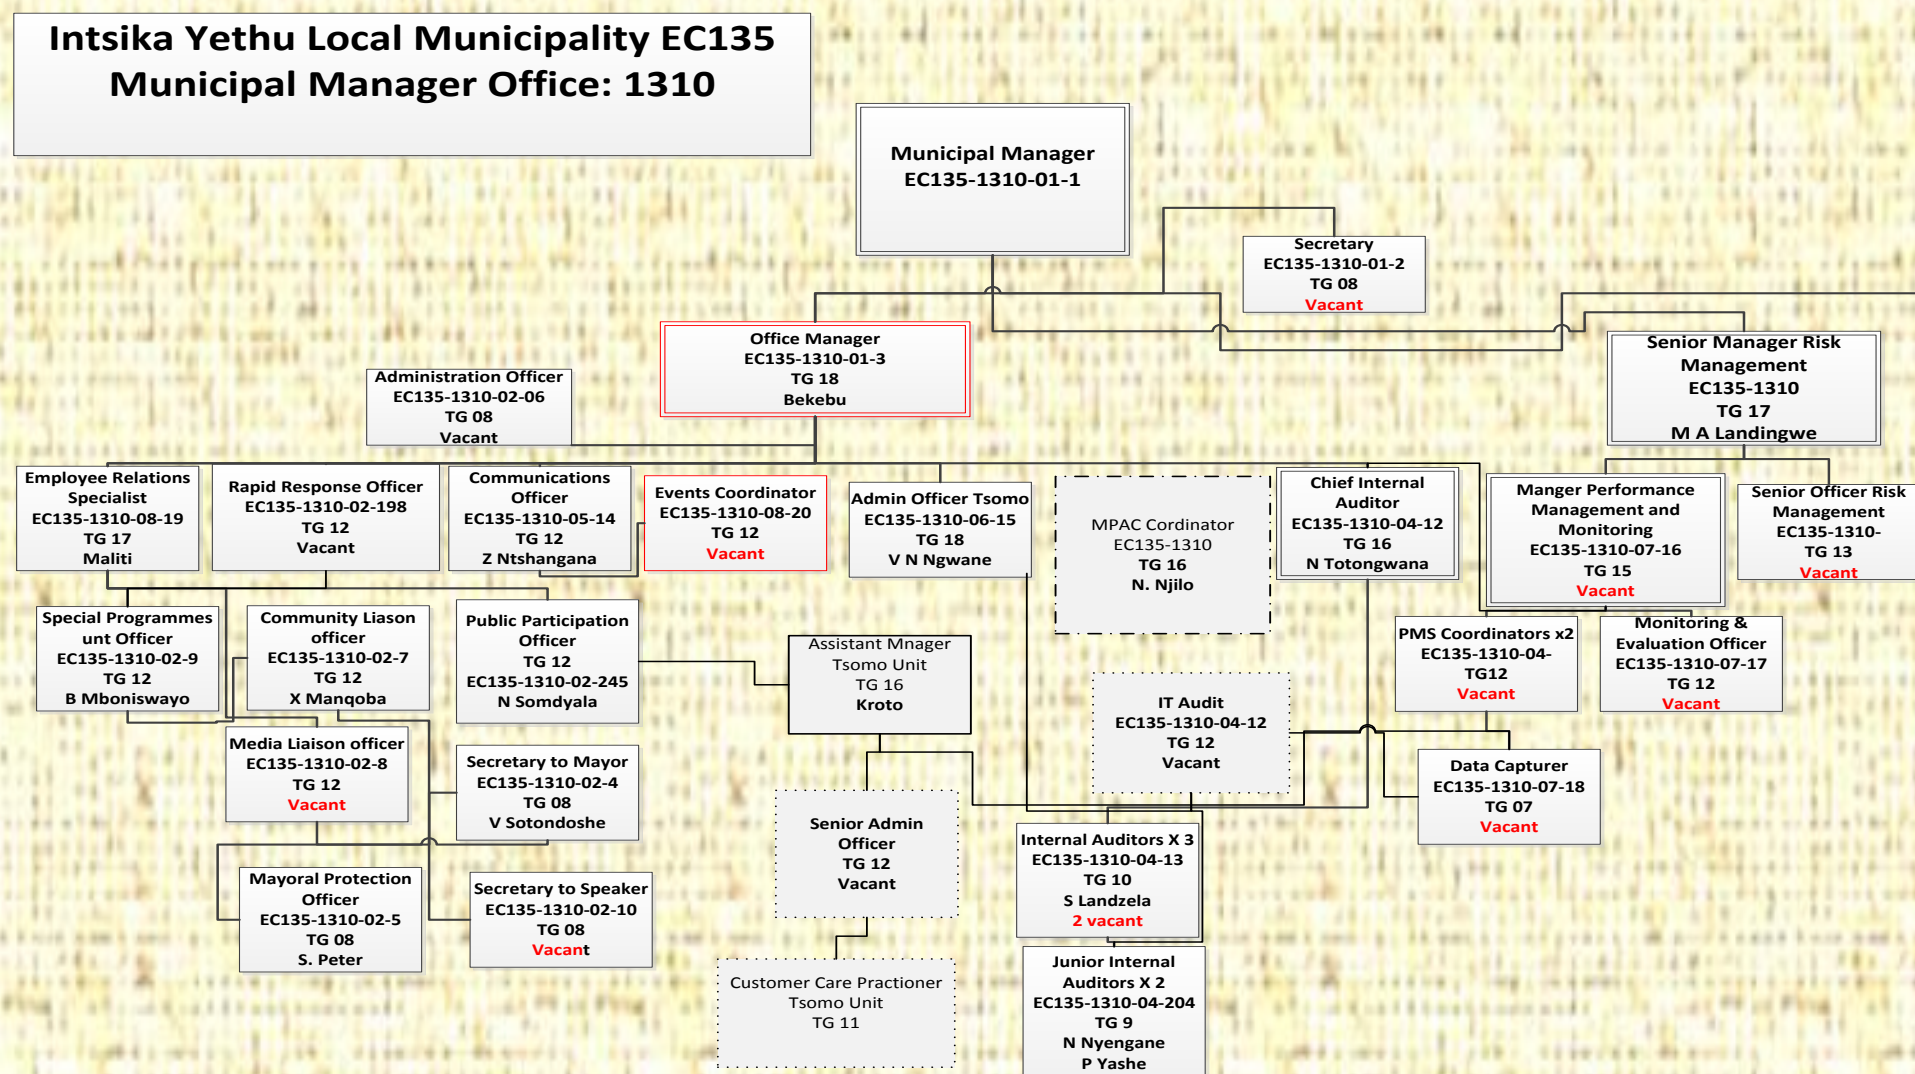 Intsika Yethu Local Municipality EC135
Municipal Manager Office: 1310
Municipal Manager
EC135-1310-01-1
Secretary
EC135-1310-01-2
TG 08
Vacant
Office Manager
EC135-1310-01-3
TG 18
Bekebu
Senior Manager Risk
Management
EC135-1310
TG 17
M A Landingwe
Administration Officer
EC135-1310-02-06
TG 08
Vacant
Employee Relations
Specialist
EC135-1310-08-19
TG 17
Maliti
Rapid Response Officer
EC135-1310-02-198
TG 12
Vacant
Communications
Officer
EC135-1310-05-14
TG 12
Z Ntshangana
Events Coordinator
EC135-1310-08-20
TG 12
Vacant
Admin Officer Tsomo
EC135-1310-06-15
TG 18
V N Ngwane
MPAC Cordinator
EC135-1310
TG 16
N. Njilo
Chief Internal
Auditor
EC135-1310-04-12
TG 16
N Totongwana
Manger Performance
Management and
Monitoring
EC135-1310-07-16
TG 15
Vacant
Senior Officer Risk
Management
EC135-1310-
TG 13
Vacant
Special Programmes
unt Officer
EC135-1310-02-9
TG 12
B Mboniswayo
Community Liason
officer
EC135-1310-02-7
TG 12
X Manqoba
Public Participation
Officer
TG 12
EC135-1310-02-245
N Somdyala
Assistant Mnager
Tsomo Unit
TG 16
Kroto
IT Audit
EC135-1310-04-12
TG 12
Vacant
PMS Coordinators x2
EC135-1310-04-
TG12
Vacant
Monitoring &
Evaluation Officer
EC135-1310-07-17
TG 12
Vacant
Media Liaison officer
EC135-1310-02-8
TG 12
Vacant
Secretary to Mayor
EC135-1310-02-4
TG 08
V Sotondoshe
Data Capturer
EC135-1310-07-18
TG 07
Vacant
Senior Admin
Officer
TG 12
Vacant
Internal Auditors X 3
EC135-1310-04-13
TG 10
S Landzela
2 vacant
Mayoral Protection
Officer
EC135-1310-02-5
TG 08
S. Peter
Secretary to Speaker
EC135-1310-02-10
TG 08
Vacant
Customer Care Practioner
Tsomo Unit
TG 11
Junior Internal
Auditors X 2
EC135-1310-04-204
TG 9
N Nyengane
P Yashe